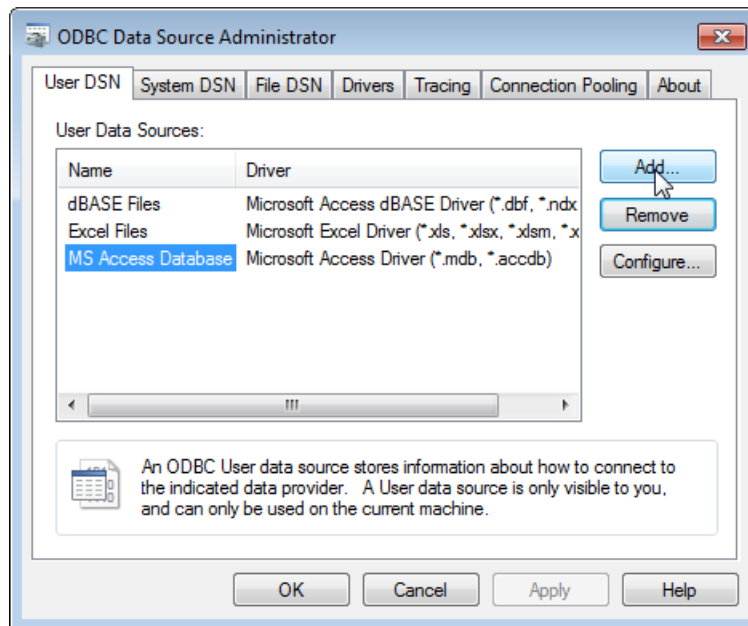 ODBC Data Source Administrator
User DSN System DSN File DSN Drivers Tracing Connection Pooling About
User Data Sources:
Name Driver
dBASE Files Microsoft Access dBASE Driver (*.dbf, *.ndx
Excel Files Microsoft Excel Driver (*.xls, *.xlsx, *.xlsm, *.x
MS Access Database Microsoft Access Driver (*.mdb, *.accdb)
Add...
Remove
Configure...
An ODBC User data source stores information about how to connect to
the indicated data provider. A User data source is only visible to you,
and can only be used on the current machine.
OK Cancel Apply Help